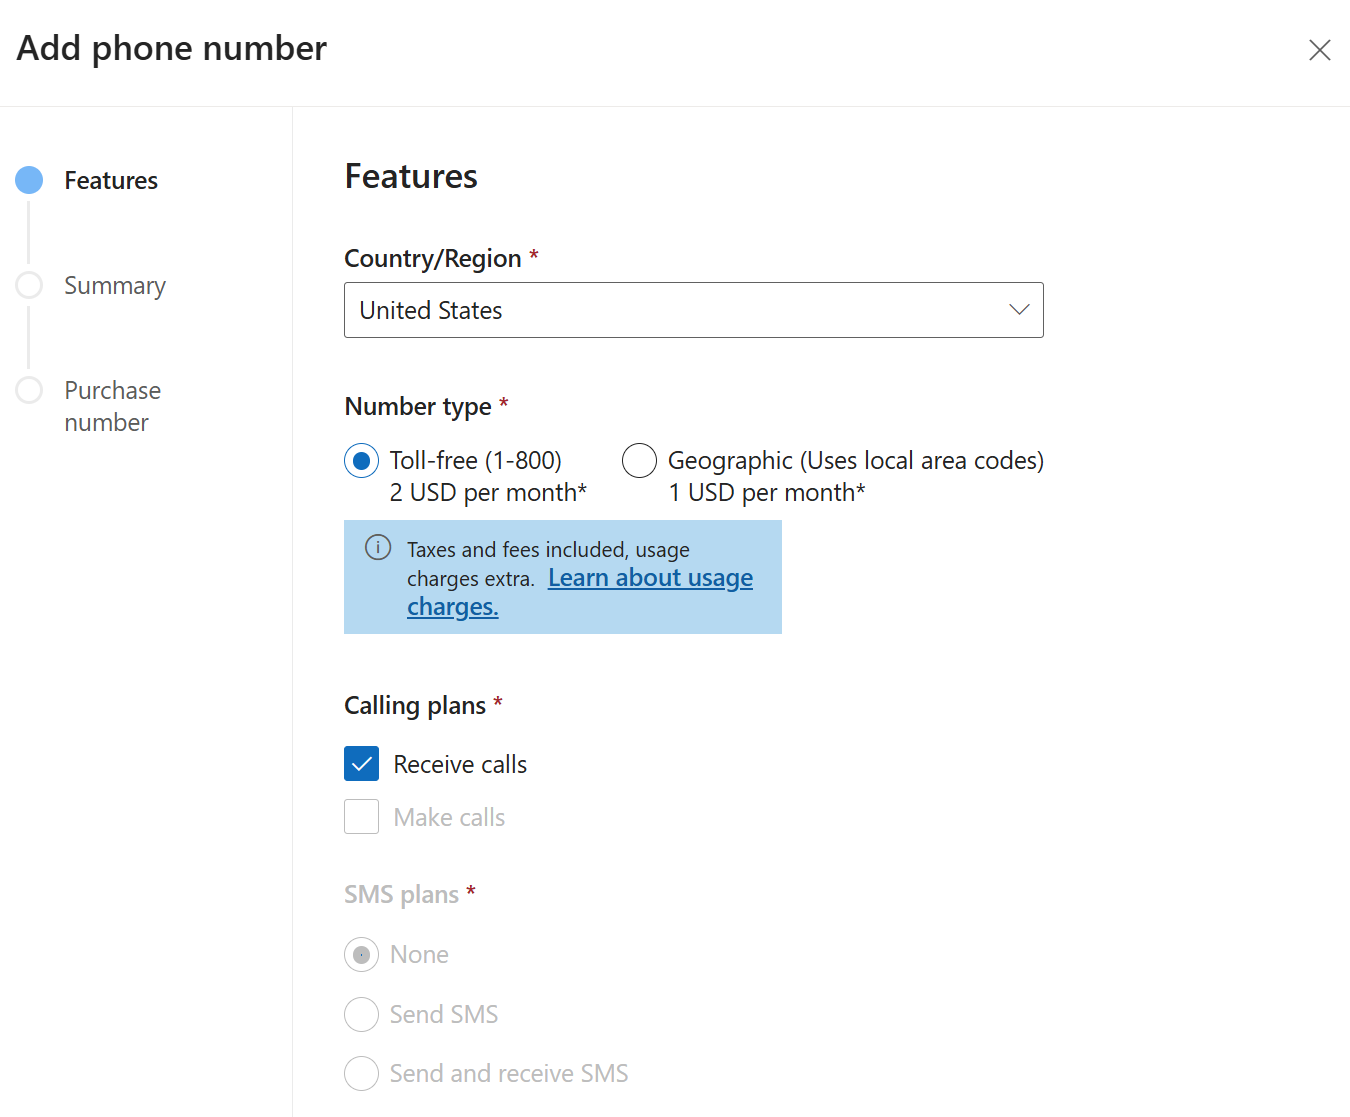 Add phone number
Features
Summary
Purchase
number
Features
Country/Region *
United States
Number type *
Toll-free (1-800)
2 USD per month*
Geographic (Uses local area codes)
1 USD per month*
Taxes and fees included, usage
charges extra. Learn about usage
charges.
Calling plans *
Receive calls
Make calls
SMS plans *
None
Send SMS
Send and receive SMS